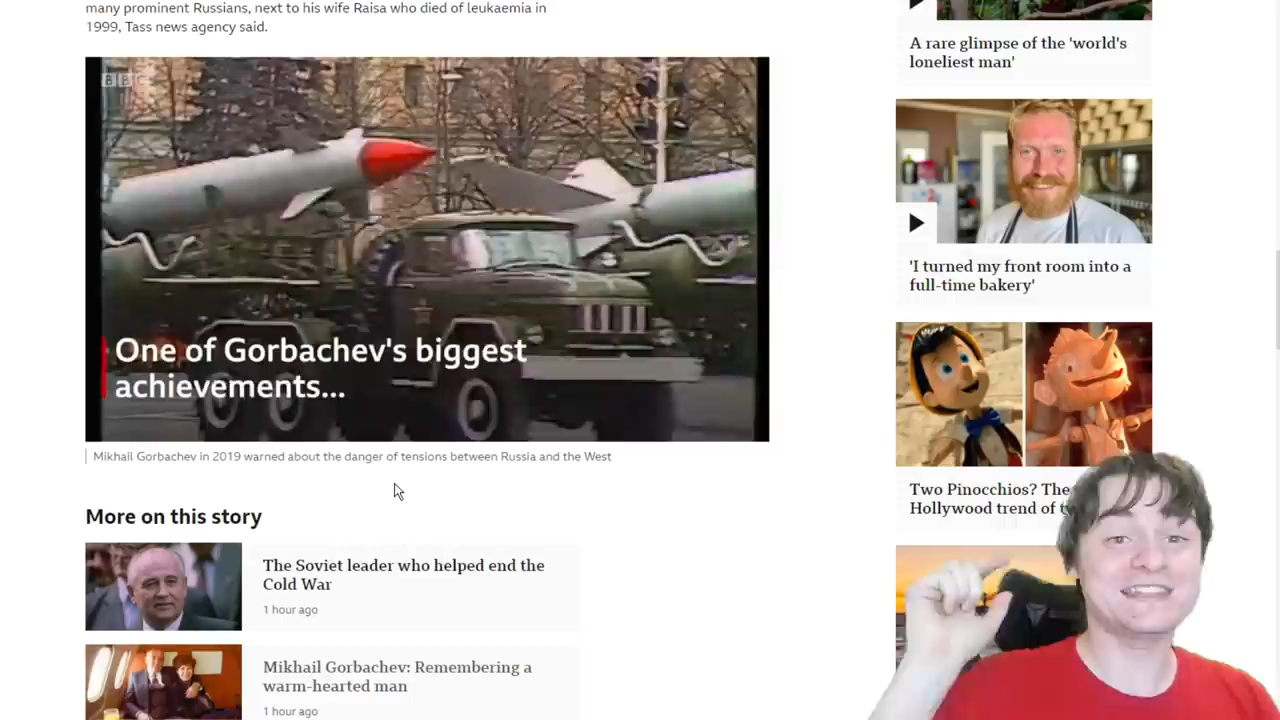 many prominent Russians, next to his wife Raisa who died of leukaemia in
1999, Tass news agency said.
BBC
One of Gorbachev's biggest
achievements...
Mikhail Gorbachev in 2019 warned about the danger of tensions between Russia and the West
More on this story
The Soviet leader who helped end the
Cold War
1 hour ago
Mikhail Gorbachev: Remembering a
warm-hearted man
1 hour ago
A rare glimpse of the 'world's
loneliest man'
'I turned my front room into a
full-time bakery'
Two Pinocchios? The
Hollywood trend of